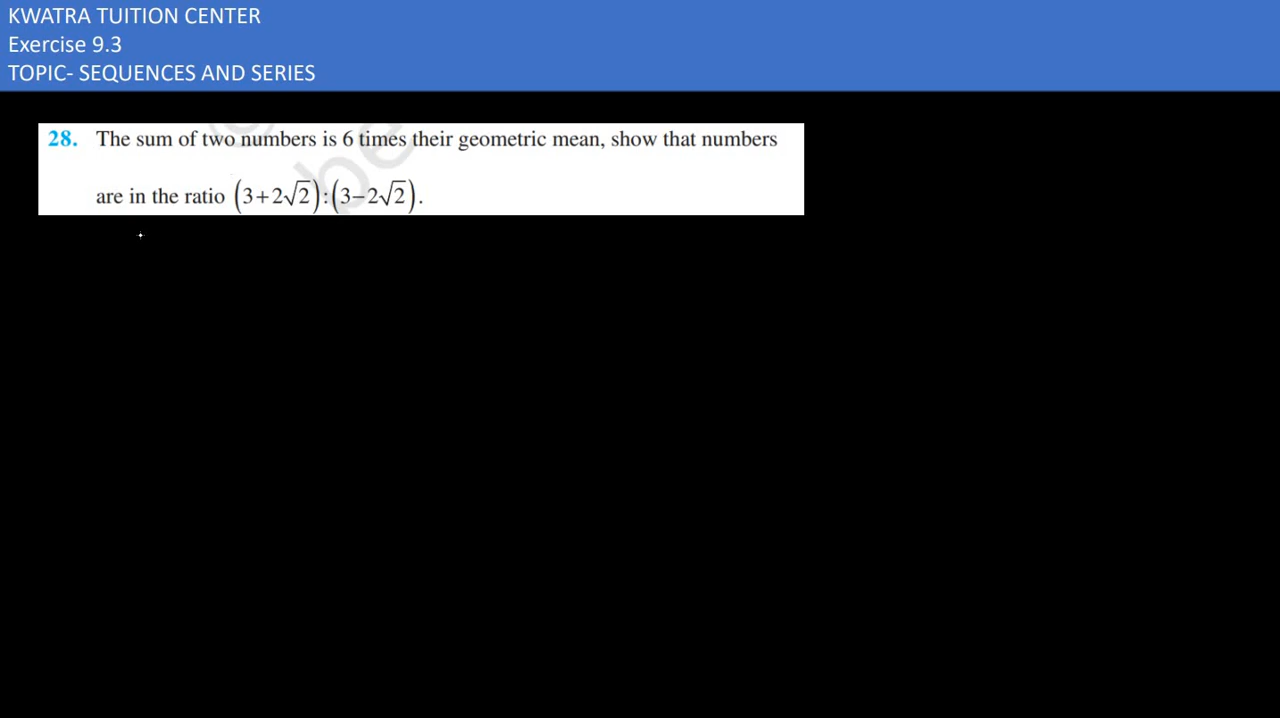 KWATRA TUITION CENTER
Exercise 9.3
TOPIC- SEQUENCES AND SERIES
28. The sum of two numbers is 6 times their geometric mean, show that numbers
are in the ratio (3+2√2):(3−2√2).